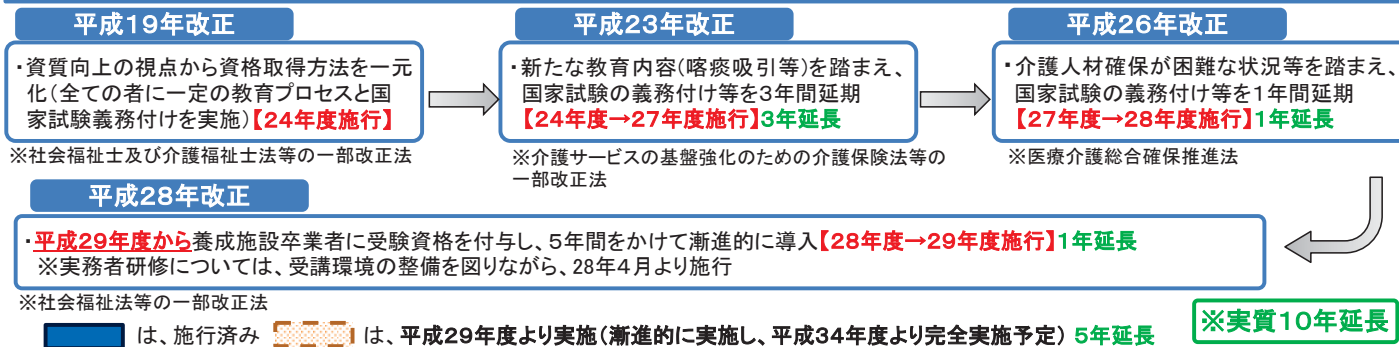 平成19年改正
・資質向上の視点から資格取得方法を一元
化(全ての者に一定の教育プロセスと国
家試験義務付けを実施)【24年度施行】
※社会福祉士及び介護福祉士法等の一部改正法
平成23年改正
・新たな教育内容(喀痰吸引等)を踏まえ、
国家試験の義務付け等を3年間延期
【24年度→27年度施行】3年延長
※介護サービスの基盤強化のための介護保険法等の
一部改正法
平成26年改正
・介護人材確保が困難な状況等を踏まえ、
国家試験の義務付け等を1年間延期
【27年度→28年度施行】1年延長
※医療介護総合確保推進法
平成28年改正
・平成29年度から養成施設卒業者に受験資格を付与し、5年間をかけて漸進的に導入【28年度→29年度施行】1年延長
※実務者研修については、受講環境の整備を図りながら、28年4月より施行
※社会福祉法等の一部改正法
は、施行済み は、平成29年度より実施(漸進的に実施し、平成34年度より完全実施予定) 5年延長
※実質10年延長